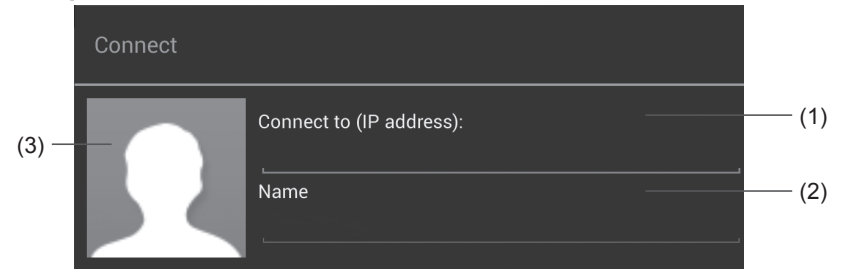 Connect
Connect to (IP address):
(1)
(3)
Name
(2)